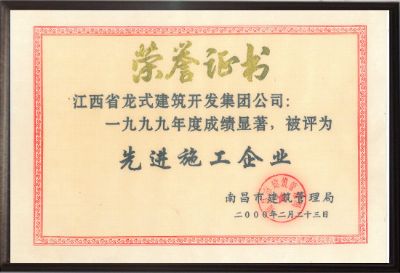 荣誉证书
江西省龙式建筑开发集团公司:
一九九九年度成绩显著,被评为
先进施工企业
南昌市建筑管理局
二000年二月二十三日